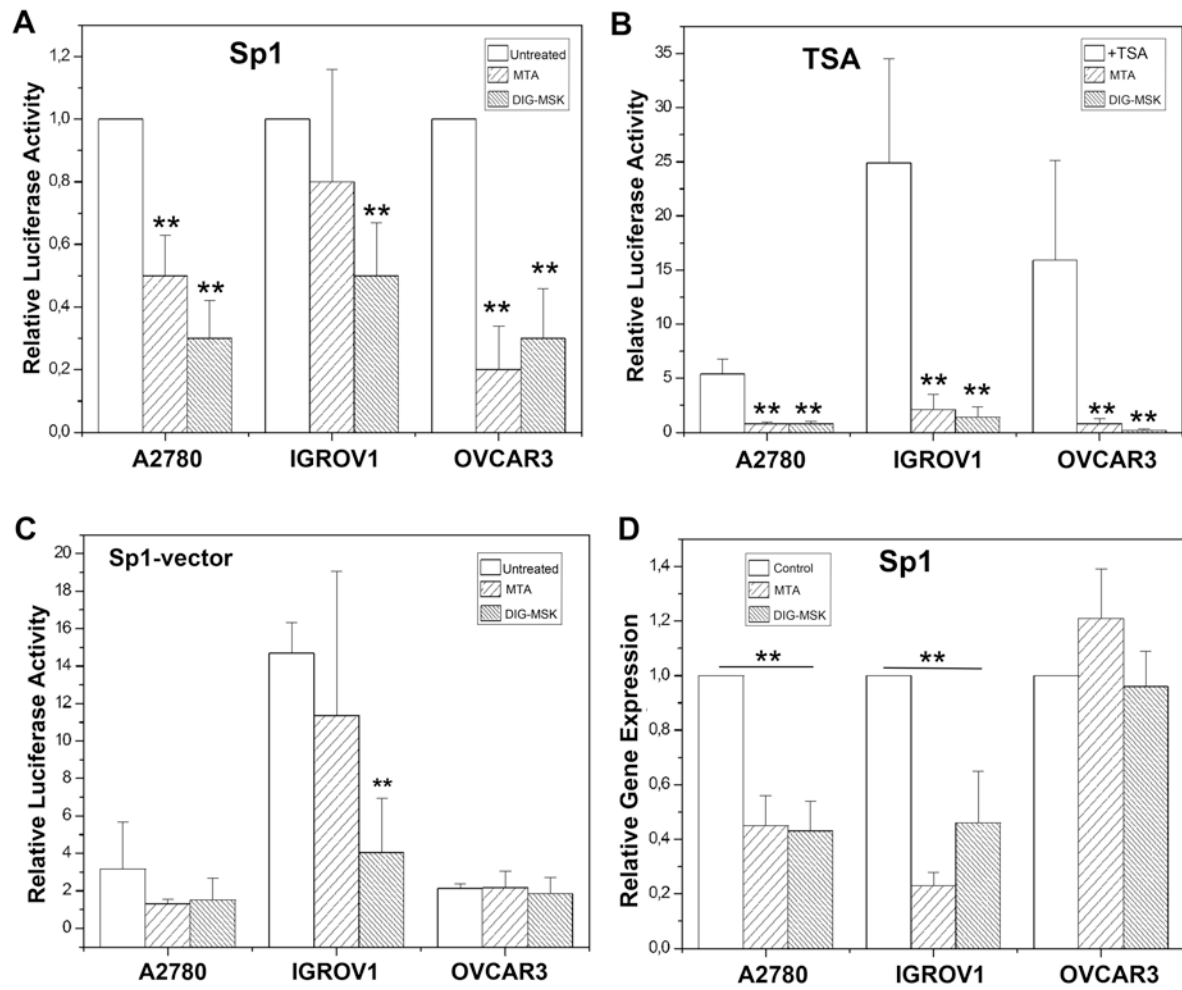 A
Sp1
Untreated
MTA
DIG-MSK
Relative Luciferase Activity
1,2
1,0
0,8
0,6
0,4
0,2
0,0
**
**
**
**
**
A2780
IGROV1
OVCAR3
B
TSA
+TSA
MTA
DIG-MSK
Relative Luciferase Activity
35
30
25
20
15
10
5
0
**
**
**
**
**
**
A2780
IGROV1
OVCAR3
C
Sp1-vector
Untreated
MTA
DIG-MSK
Relative Luciferase Activity
20
18
16
14
12
10
8
6
4
2
0
**
A2780
IGROV1
OVCAR3
D
Sp1
Control
MTA
DIG-MSK
Relative Gene Expression
1,4
1,2
1,0
0,8
0,6
0,4
0,2
0,0
**
**
A2780
IGROV1
OVCAR3